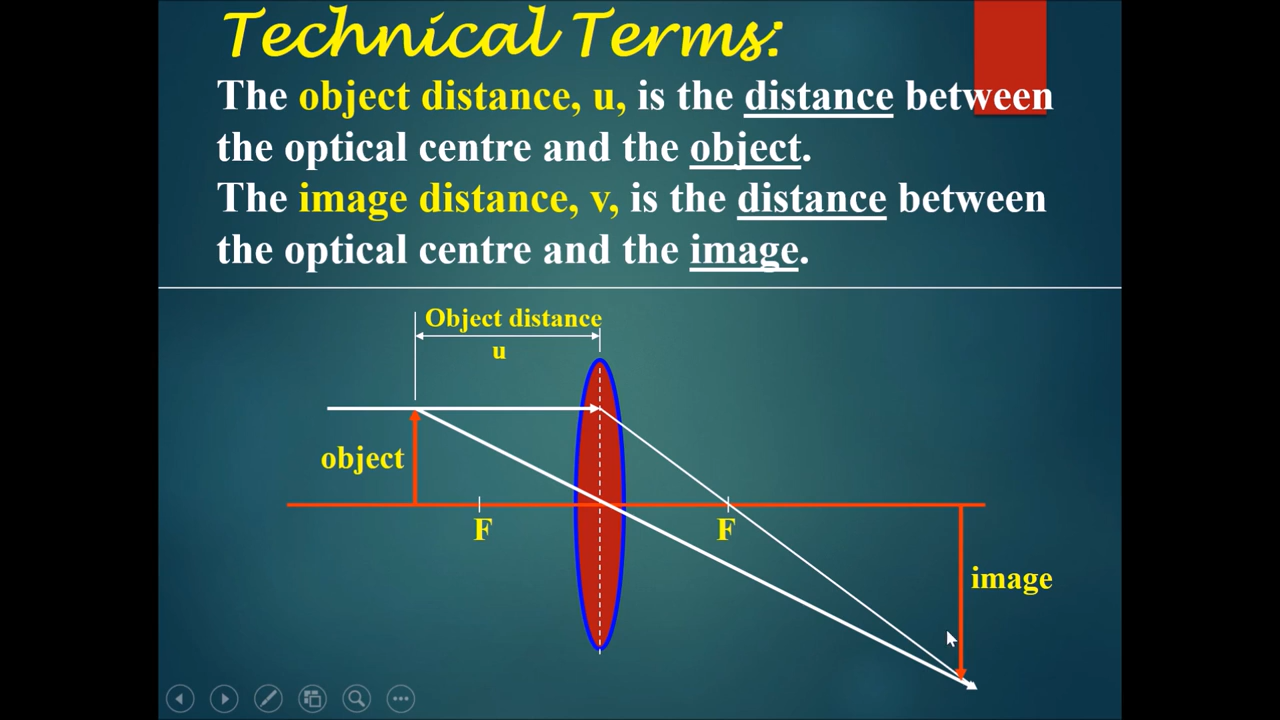 Technical Terms:
The object distance, u, is the distance between
the optical centre and the object.
The image distance, v, is the distance between
the optical centre and the image.
Object distance
u
object
F
F
image